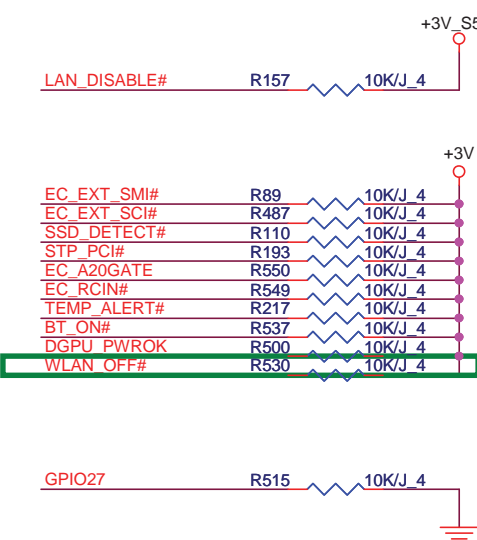 +3V_S5
LAN_DISABLE# R157 10K/J_4
+3V
EC_EXT_SMI# R89 10K/J_4
EC_EXT_SCI# R487 10K/J_4
SSD_DETECT# R110 10K/J_4
STP_PCI# R193 10K/J_4
EC_A20GATE R550 10K/J_4
EC_RCIN# R549 10K/J_4
TEMP_ALERT# R217 10K/J_4
BT_ON# R537 10K/J_4
DGPU_PWROK R500 10K/J_4
WLAN_OFF# R530 10K/J_4
GPIO27 R515 10K/J_4